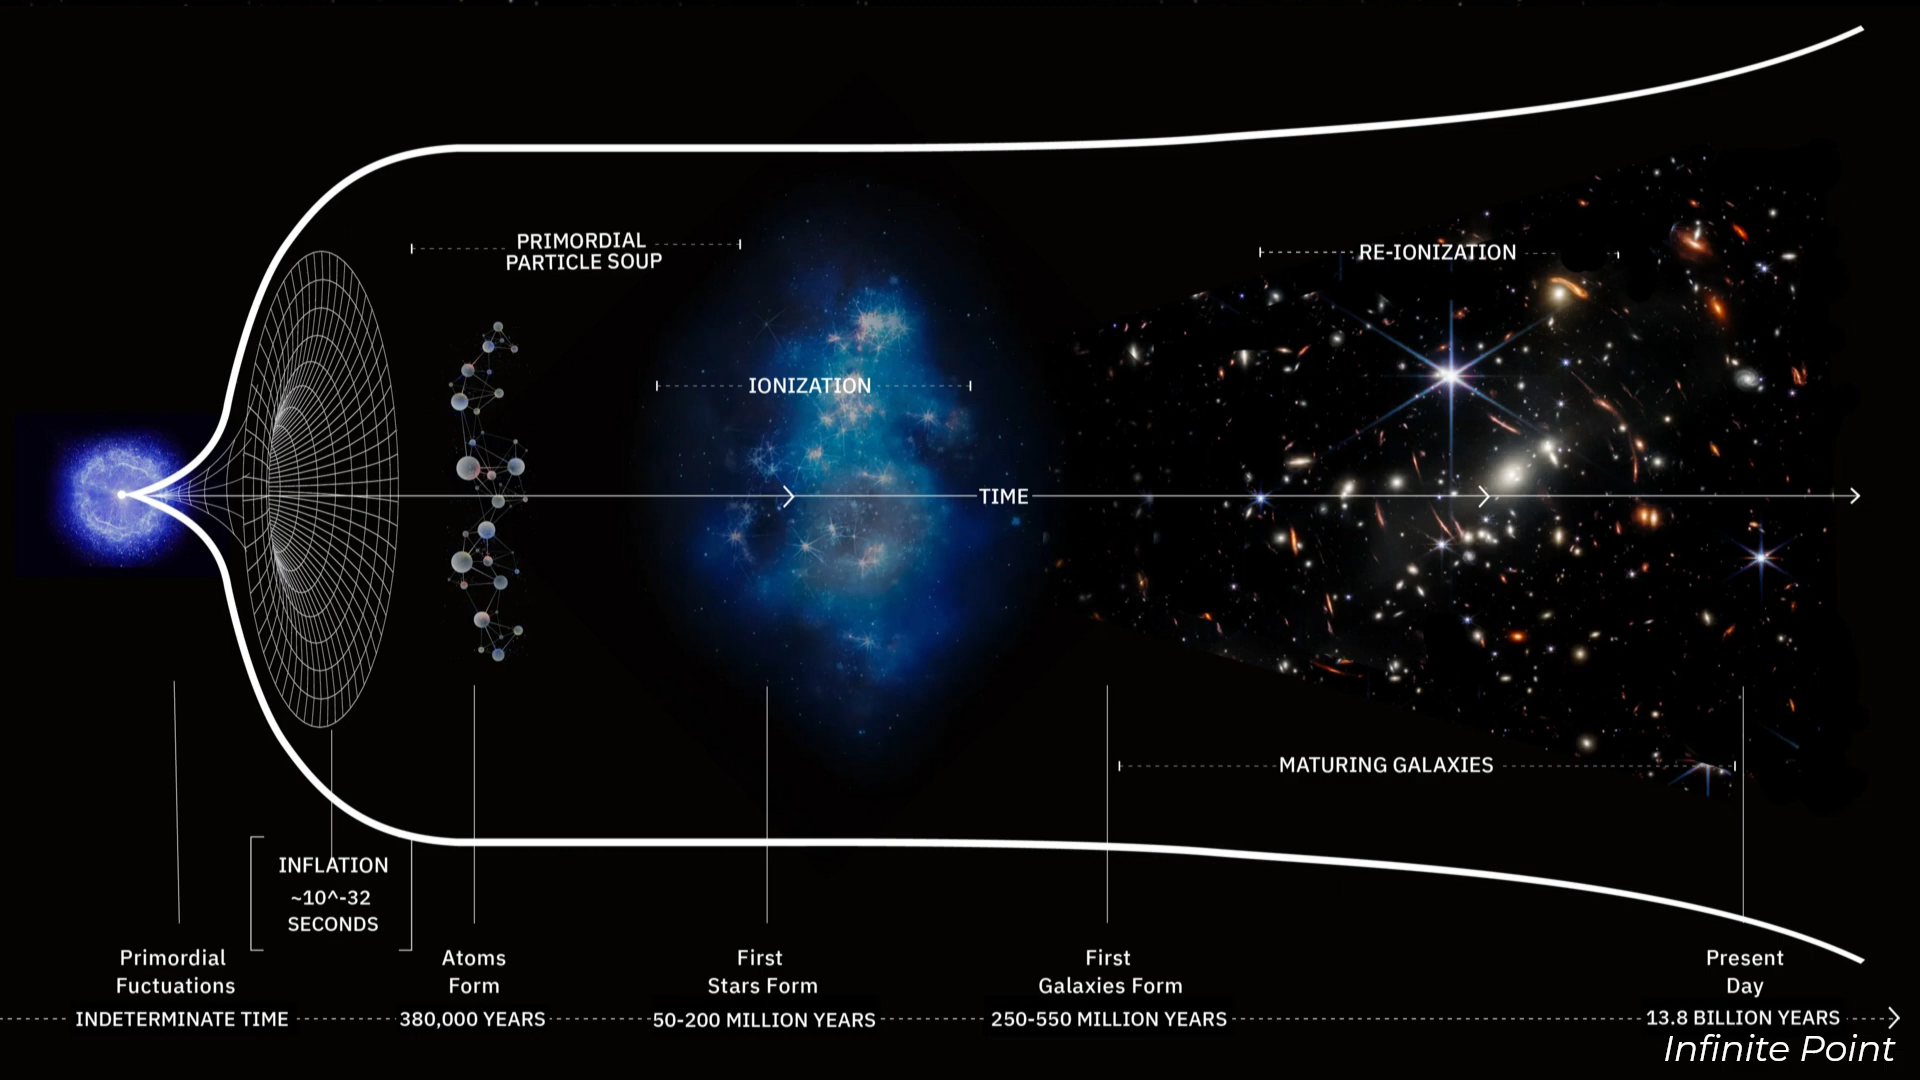 PRIMORDIAL
PARTICLE SOUP
RE-IONIZATION
IONIZATION
TIME
MATURING GALAXIES
INFLATION
~10^-32
SECONDS
Primordial
Fuctuations
INDETERMINATE TIME
Atoms
Form
380,000 YEARS
First
Stars Form
50-200 MILLION YEARS
First
Galaxies Form
250-550 MILLION YEARS
Present
Day
13.8 BILLION YEARS
Infinite Point